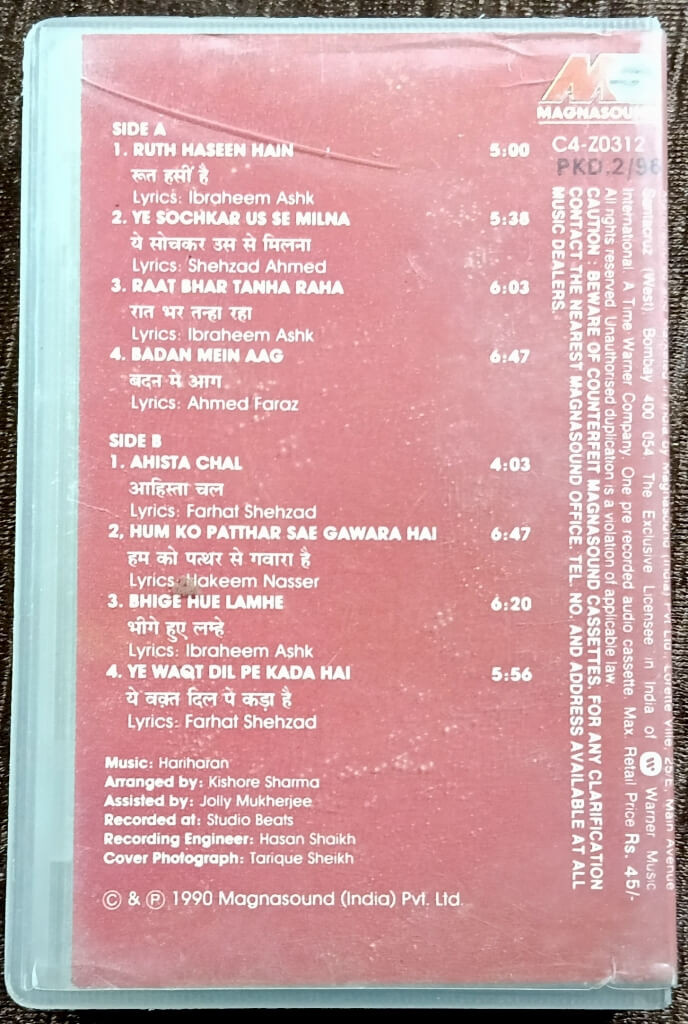 MAGNASOUND
C4-Z0312
PKD.2/96
SIDE A
1. RUTH HASEEN HAIN 5:00
रूत हसीं है
Lyrics: Ibraheem Ashk
2. YE SOCHKAR US SE MILNA 5:38
ये सोचकर उस से मिलना
Lyrics: Shehzad Ahmed
3. RAAT BHAR TANHA RAHA 6:03
रात भर तन्हा रहा
Lyrics: Ibraheem Ashk
4. BADAN MEIN AAG 6:47
बदन मे आग
Lyrics: Ahmed Faraz
SIDE B
1. AHISTA CHAL 4:03
आहिस्ता चल
Lyrics: Farhat Shehzad
2, HUM KO PATTHAR SAE GAWARA HAI 6:47
हम को पत्थर से गवारा है
Lyrics: Hakeem Nasser
3. BHIGE HUE LAMHE 6:20
भीगे हुए लम्हे
Lyrics: Ibraheem Ashk
4. YE WAQT DIL PE KADA HAI 5:56
ये वक़्त दिल पे कड़ा है
Lyrics: Farhat Shehzad
Music: Hariharan
Arranged by: Kishore Sharma
Assisted by: Jolly Mukherjee
Recorded at: Studio Beats
Recording Engineer: Hasan Shaikh
Cover Photograph: Tarique Sheikh
© & ℗ 1990 Magnasound (India) Pvt. Ltd.
by Magnasound (India) Pvt Ltd., Lorette Ville, 25/E, Main Avenue
Santacruz (West), Bombay 400 054 The Exclusive Licensee in India of Warner Music
International. A Time Warner Company. One pre recorded audio cassette. Max. Retail Price Rs. 45/-
All rights reserved. Unauthorised duplication is a violation of applicable law.
CAUTION : BEWARE OF COUNTERFEIT MAGNASOUND CASSETTES. FOR ANY CLARIFICATION
CONTACT THE NEAREST MAGNASOUND OFFICE. TEL. NO. AND ADDRESS AVAILABLE AT ALL
MUSIC DEALERS.